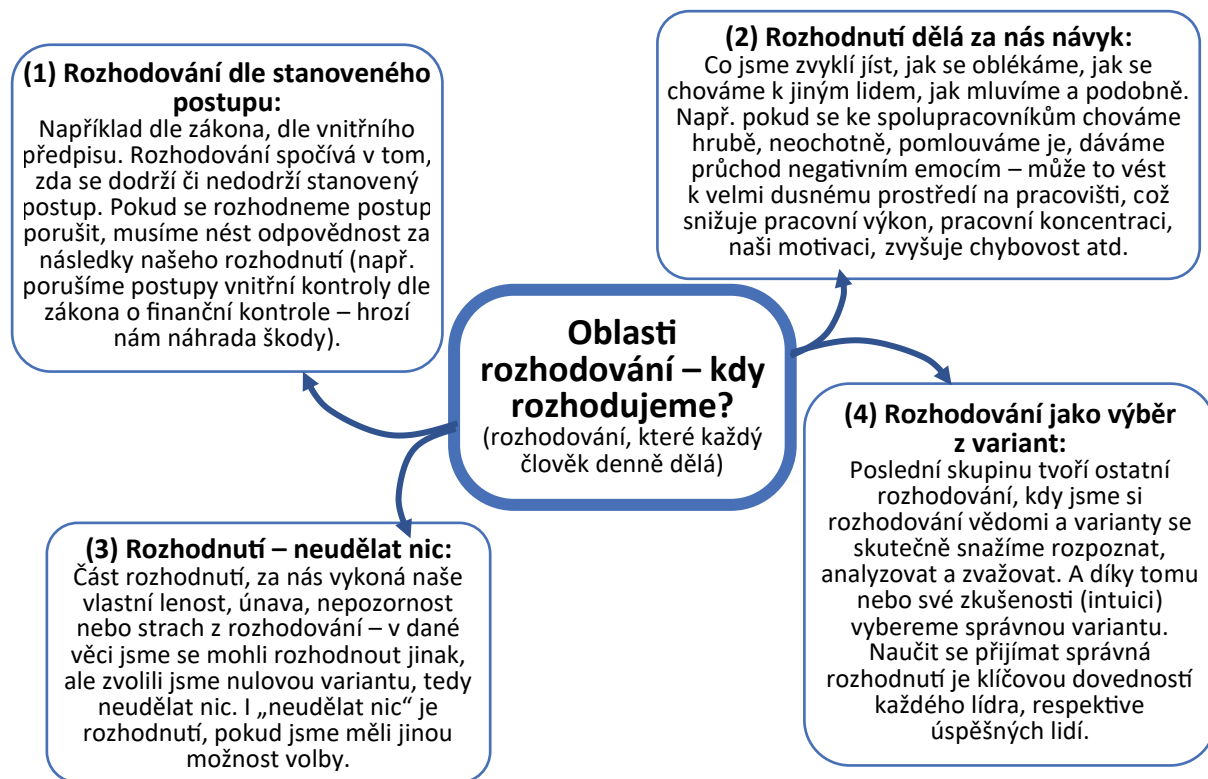 (1) Rozhodování dle stanoveného
postupu:
Například dle zákona, dle vnitřního
předpisu. Rozhodování spočívá v tom,
zda se dodrží či nedodrží stanovený
postup. Pokud se rozhodneme postup
porušit, musíme nést odpovědnost za
následky našeho rozhodnutí (např.
porušíme postupy vnitřní kontroly dle
zákona o finanční kontrole – hrozí
nám náhrada škody).
(2) Rozhodnutí dělá za nás návyk:
Co jsme zvyklí jíst, jak se oblékáme, jak se
chováme k jiným lidem, jak mluvíme a podobně.
Např. pokud se ke spolupracovníkům chováme
hrubě, neochotně, pomlouváme je, dáváme
průchod negativním emocím – může to vést
k velmi dusnému prostředí na pracovišti, což
snižuje pracovní výkon, pracovní koncentraci,
naši motivaci, zvyšuje chybovost atd.
Oblasti
rozhodování – kdy
rozhodujeme?
(rozhodování, které každý
člověk denně dělá)
(3) Rozhodnutí – neudělat nic:
Část rozhodnutí, za nás vykoná naše
vlastní lenost, únava, nepozornost
nebo strach z rozhodování – v dané
věci jsme se mohli rozhodnout jinak,
ale zvolili jsme nulovou variantu, tedy
neudělat nic. I „neudělat nic“ je
rozhodnutí, pokud jsme měli jinou
možnost volby.
(4) Rozhodování jako výběr
z variant:
Poslední skupinu tvoří ostatní
rozhodování, kdy jsme si
rozhodování vědomi a varianty se
skutečně snažíme rozpoznat,
analyzovat a zvažovat. A díky tomu
nebo své zkušenosti (intuici)
vybereme správnou variantu.
Naučit se přijímat správná
rozhodnutí je klíčovou dovedností
každého lídra, respektive
úspěšných lidí.